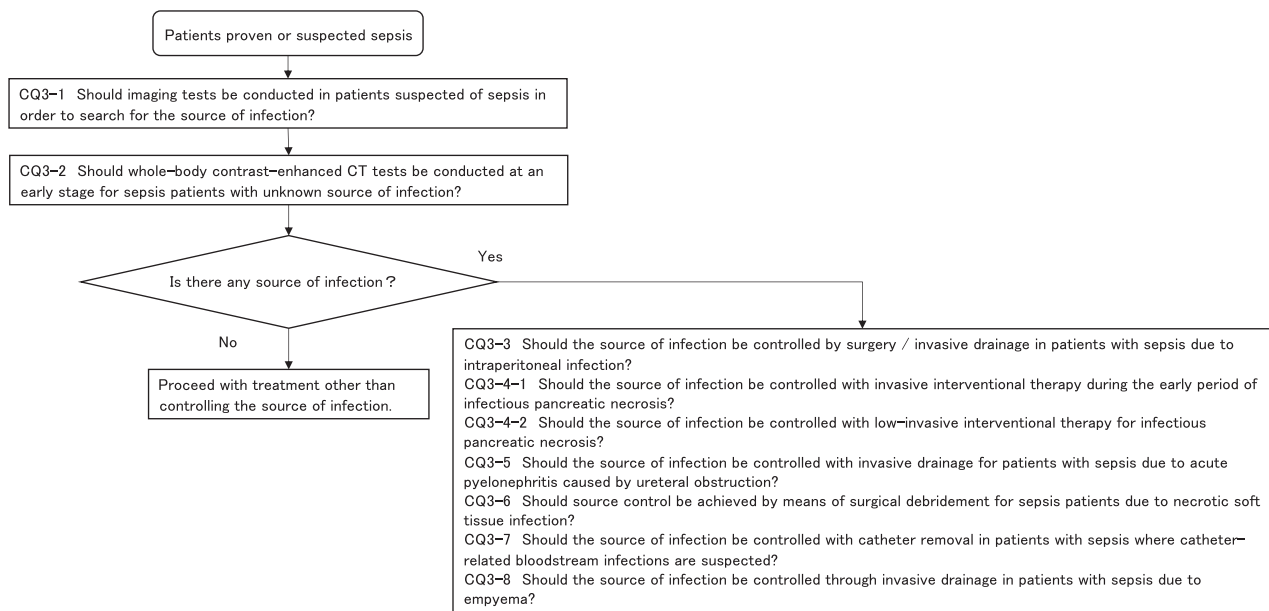 Patients proven or suspected sepsis
CQ3-1 Should imaging tests be conducted in patients suspected of sepsis in
order to search for the source of infection?
CQ3-2 Should whole-body contrast-enhanced CT tests be conducted at an
early stage for sepsis patients with unknown source of infection?
Is there any source of infection?
Yes
No
Proceed with treatment other than
controlling the source of infection.
CQ3-3 Should the source of infection be controlled by surgery / invasive drainage in patients with sepsis due to
intraperitoneal infection?
CQ3-4-1 Should the source of infection be controlled with invasive interventional therapy during the early period of
infectious pancreatic necrosis?
CQ3-4-2 Should the source of infection be controlled with low-invasive interventional therapy for infectious
pancreatic necrosis?
CQ3-5 Should the source of infection be controlled with invasive drainage for patients with sepsis due to acute
pyelonephritis caused by ureteral obstruction?
CQ3-6 Should source control be achieved by means of surgical debridement for sepsis patients due to necrotic soft
tissue infection?
CQ3-7 Should the source of infection be controlled with catheter removal in patients with sepsis where catheter-
related bloodstream infections are suspected?
CQ3-8 Should the source of infection be controlled through invasive drainage in patients with sepsis due to
empyema?